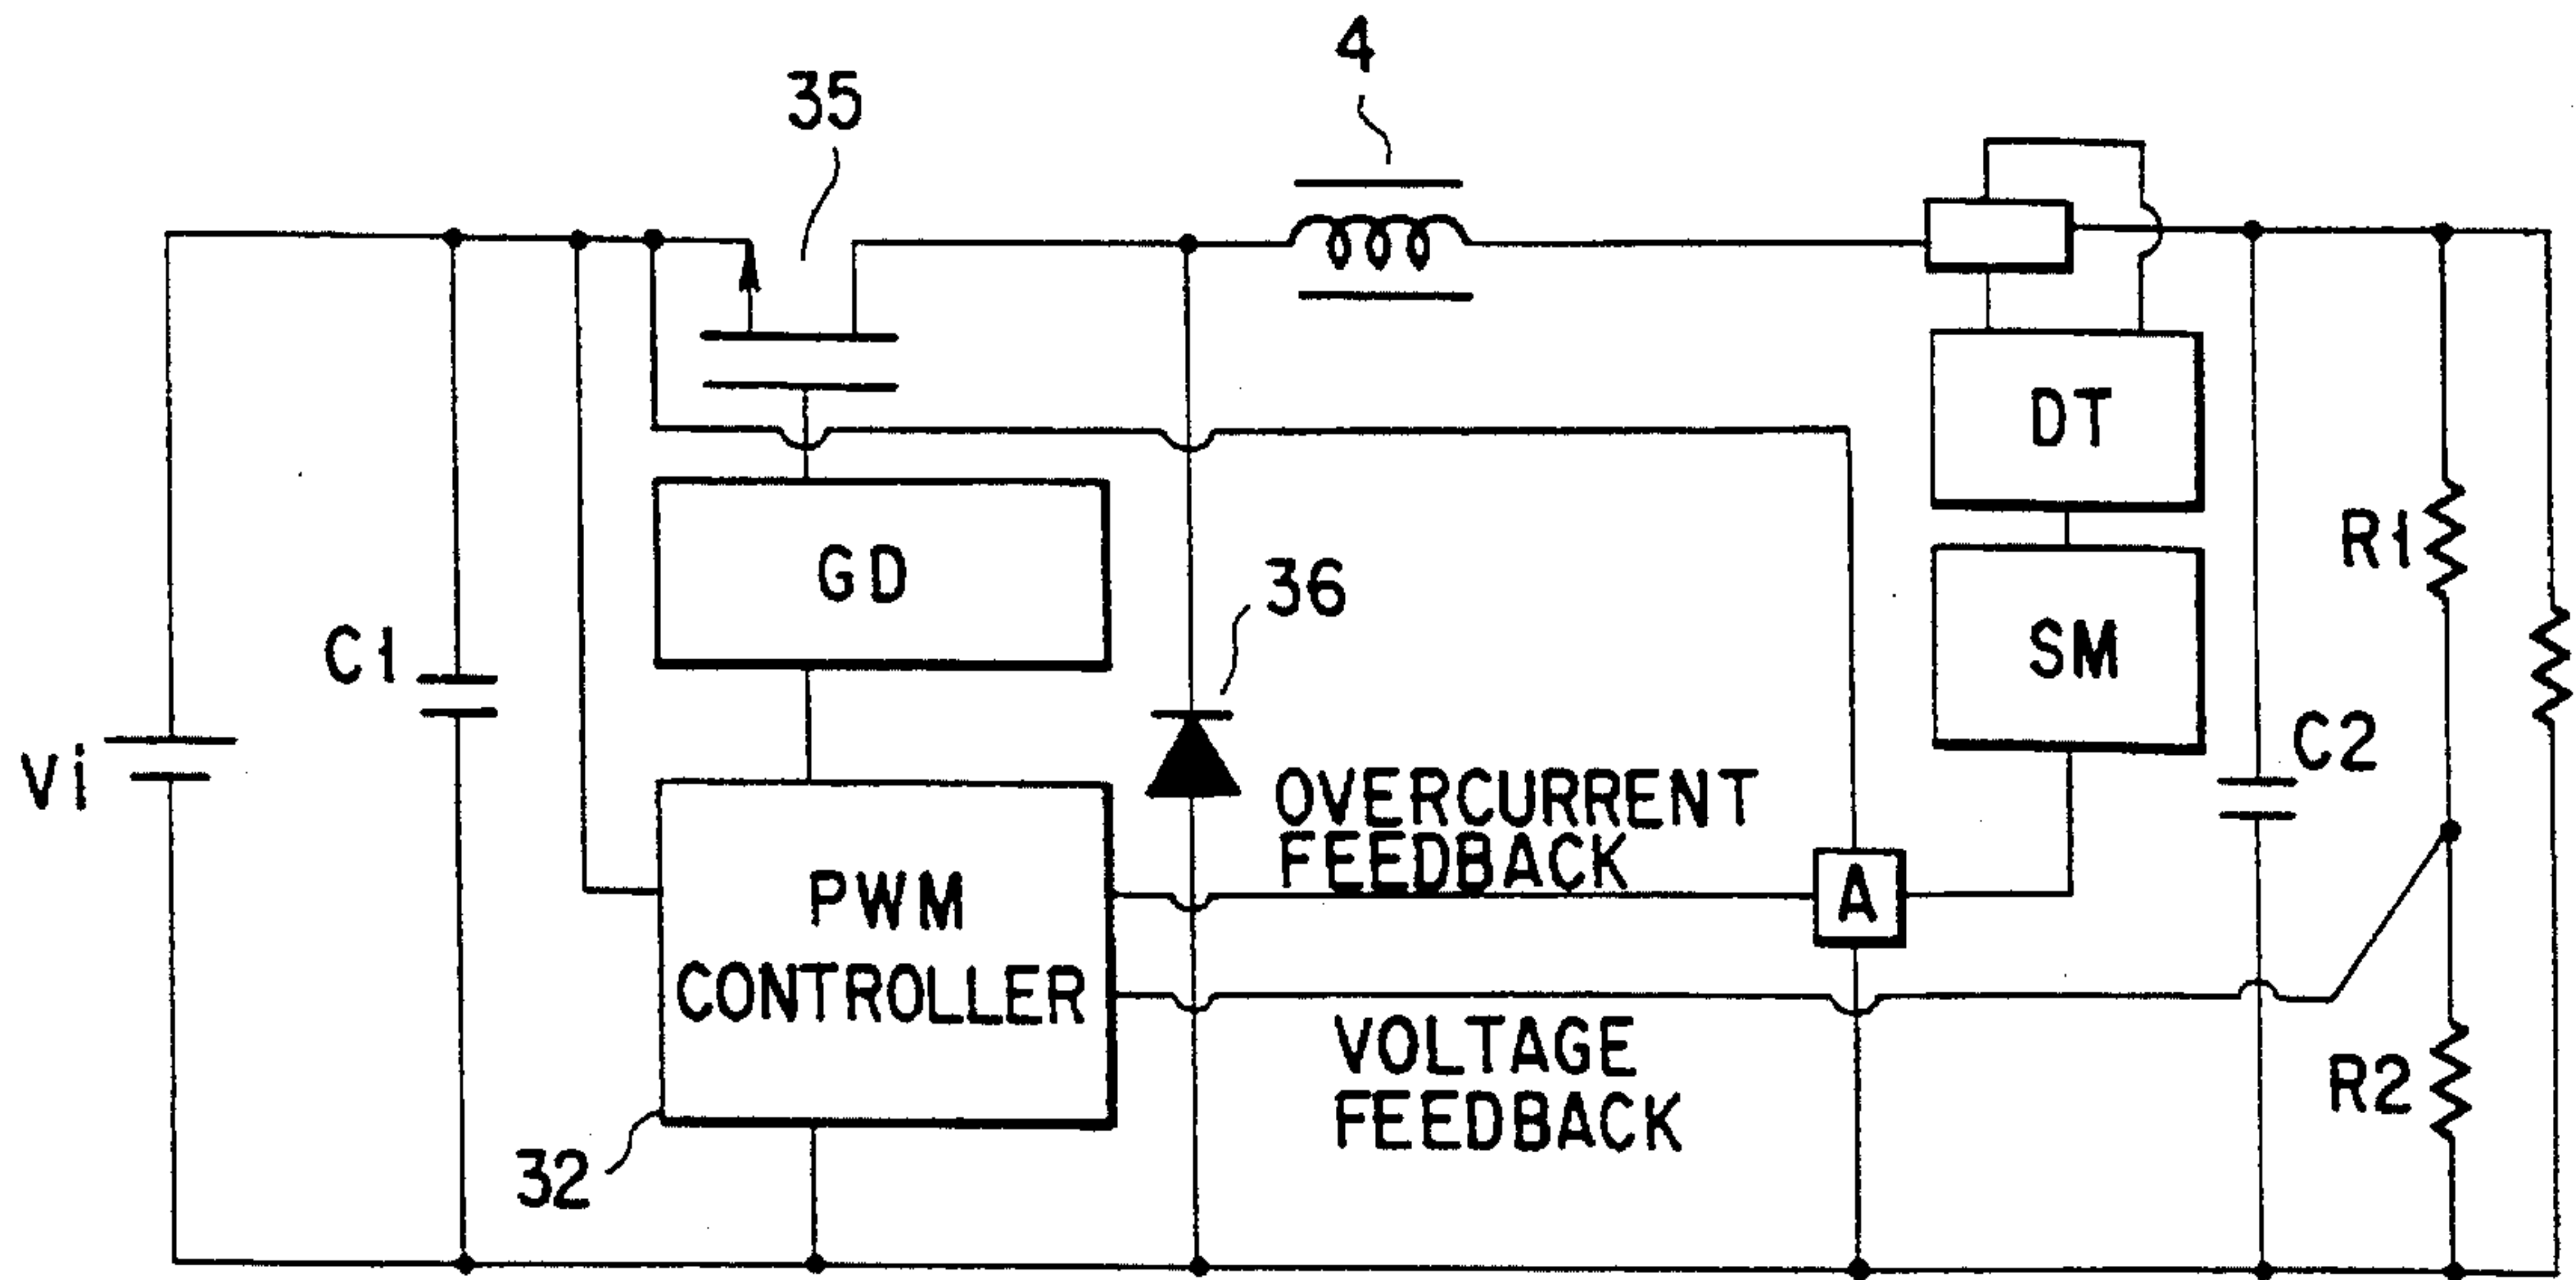 4
35
DT
R1
GD
36
SM
C1
C2
Vi
OVERCURRENT
FEEDBACK
A
PWM
CONTROLLER
VOLTAGE
FEEDBACK
R2
32